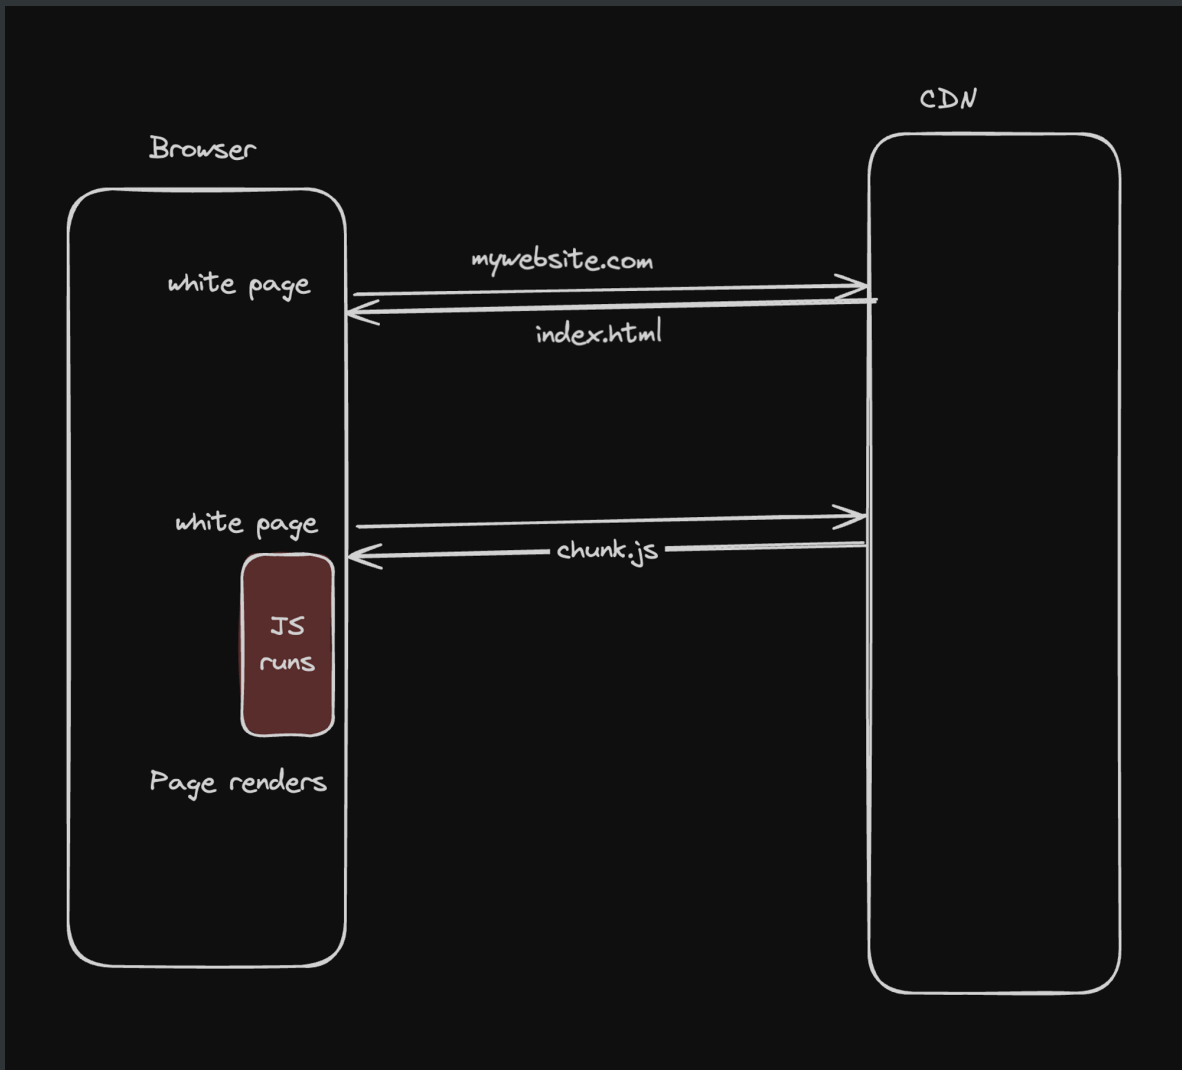 CDN
Browser
mywebsite.com
white page
index.html
white page
chunk.js
JS
runs
Page renders